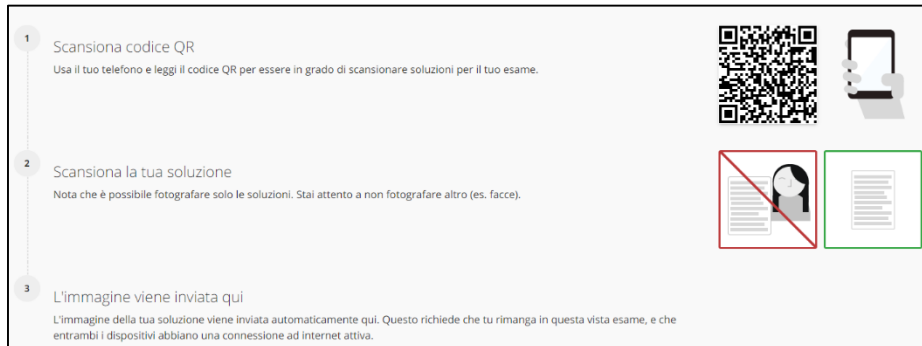 1
Scansiona codice QR
Usa il tuo telefono e leggi il codice QR per essere in grado di scansionare soluzioni per il tuo esame.
2
Scansiona la tua soluzione
Nota che è possibile fotografare solo le soluzioni. Stai attento a non fotografare altro (es. facce).
3
L'immagine viene inviata qui
L'immagine della tua soluzione viene inviata automaticamente qui. Questo richiede che tu rimanga in questa vista esame, e che
entrambi i dispositivi abbiano una connessione ad internet attiva.